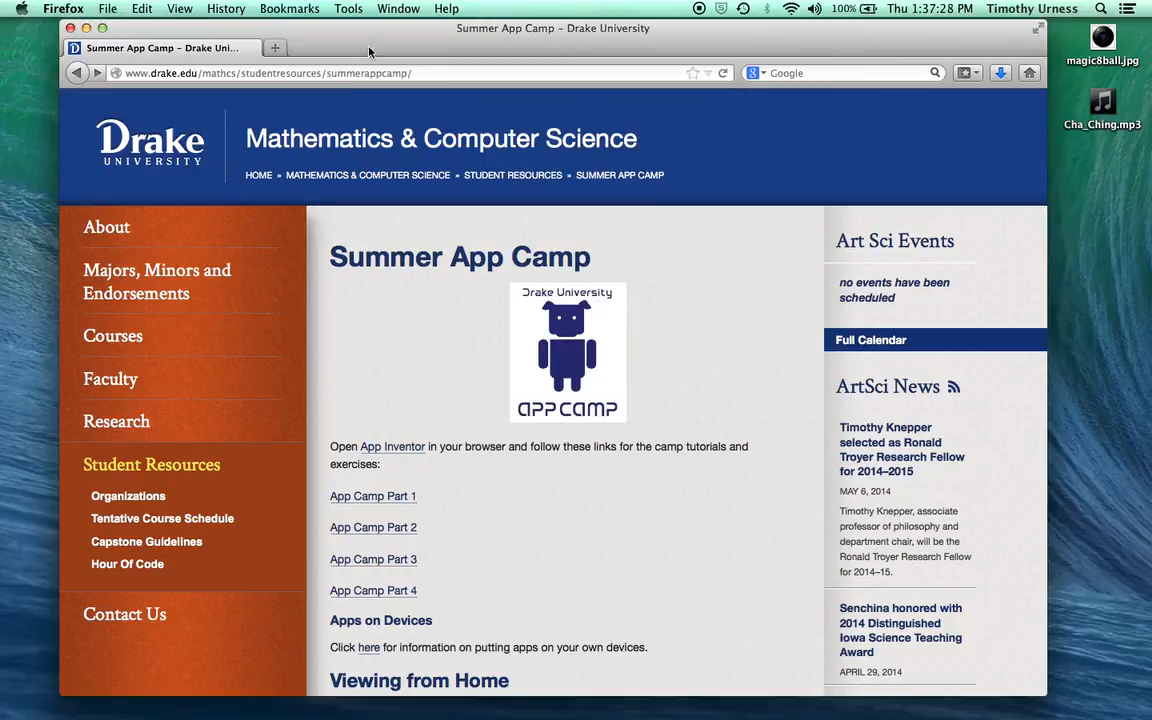 Firefox File Edit View History Bookmarks Tools Window Help 100% Thu 1:37:28 PM Timothy Urness
Summer App Camp – Drake University
Summer App Camp – Drake Uni...
www.drake.edu/mathcs/studentresources/summerappcamp/
Google
magic8ball.jpg
Cha_Ching.mp3
Drake
UNIVERSITY
Mathematics & Computer Science
HOME » MATHEMATICS & COMPUTER SCIENCE » STUDENT RESOURCES » SUMMER APP CAMP
About
Majors, Minors and
Endorsements
Courses
Faculty
Research
Student Resources
Organizations
Tentative Course Schedule
Capstone Guidelines
Hour Of Code
Contact Us
Summer App Camp
Drake University
APP CAMP
Open App Inventor in your browser and follow these links for the camp tutorials and
exercises:
App Camp Part 1
App Camp Part 2
App Camp Part 3
App Camp Part 4
Apps on Devices
Click here for information on putting apps on your own devices.
Viewing from Home
Art Sci Events
no events have been
scheduled
Full Calendar
ArtSci News
Timothy Knepper
selected as Ronald
Troyer Research Fellow
for 2014–2015
MAY 6, 2014
Timothy Knepper, associate
professor of philosophy and
department chair, will be the
Ronald Troyer Research Fellow
for 2014–15.
Senchina honored with
2014 Distinguished
Iowa Science Teaching
Award
APRIL 29, 2014